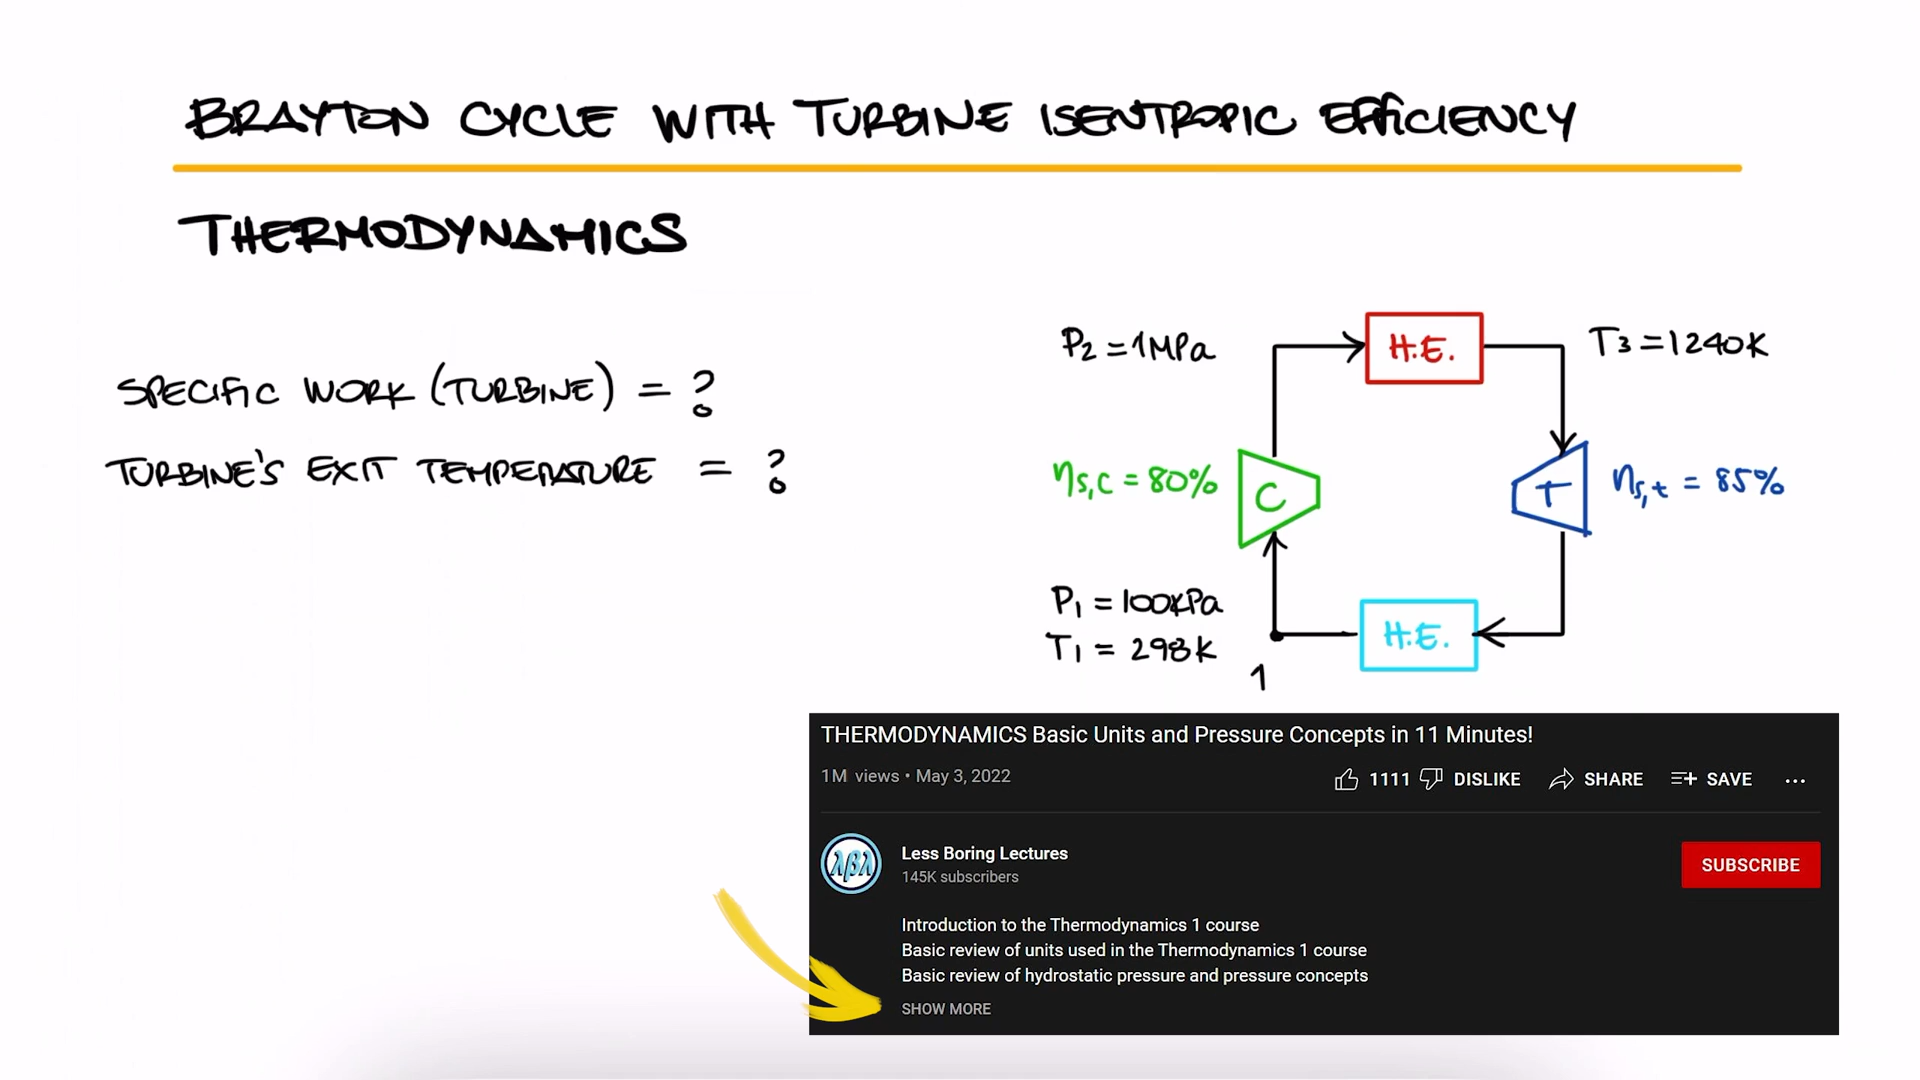 BRAYTON CYCLE WITH TURBINE ISENTROPIC EFFICIENCY
THERMODYNAMICS
SPECIFIC WORK (TURBINE) = ?
TURBINE'S EXIT TEMPERATURE = ?
P2 = 1MPa
H.E.
T3 = 1240K
ηs,c = 80%
C
T
ηs,t = 85%
P1 = 100kPa
T1 = 298K
H.E.
1
THERMODYNAMICS Basic Units and Pressure Concepts in 11 Minutes!
1M views • May 3, 2022
1111 DISLIKE SHARE SAVE ...
λβλ
Less Boring Lectures
145K subscribers
SUBSCRIBE
Introduction to the Thermodynamics 1 course
Basic review of units used in the Thermodynamics 1 course
Basic review of hydrostatic pressure and pressure concepts
SHOW MORE